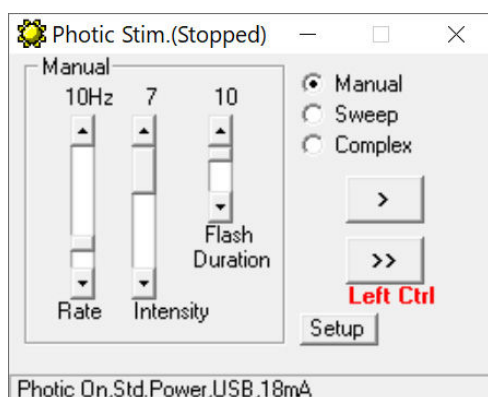 Photic Stim.(Stopped)
Manual
10Hz 7 10
Rate Intensity
Flash
Duration
Manual
Sweep
Complex
>
>>
Left Ctrl
Setup
Photic On,Std.Power,USB,18mA